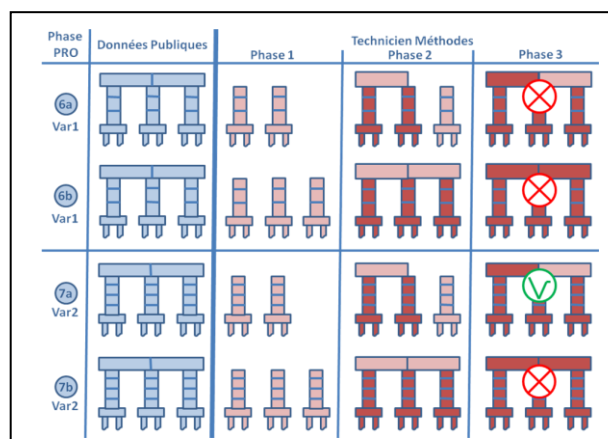 Phase PRO
Données Publiques
Technicien Méthodes
Phase 1
Phase 2
Phase 3
6a
Var1
6b
Var1
7a
Var2
7b
Var2